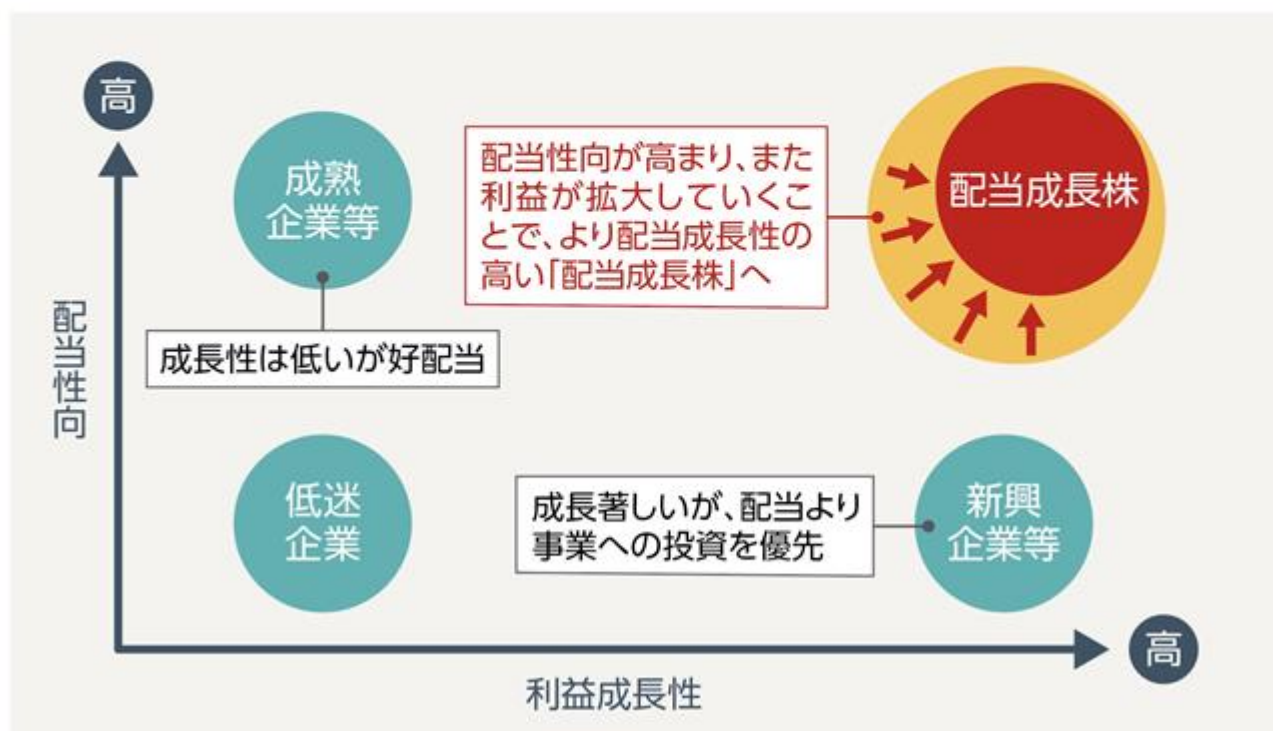 高
成熟
企業等
成長性は低いが好配当
配当性向が高まり、また
利益が拡大していくこ
とで、より配当成長性の
高い「配当成長株」へ
配当成長株
配当性向
低迷
企業
成長著しいが、配当より
事業への投資を優先
新興
企業等
高
利益成長性